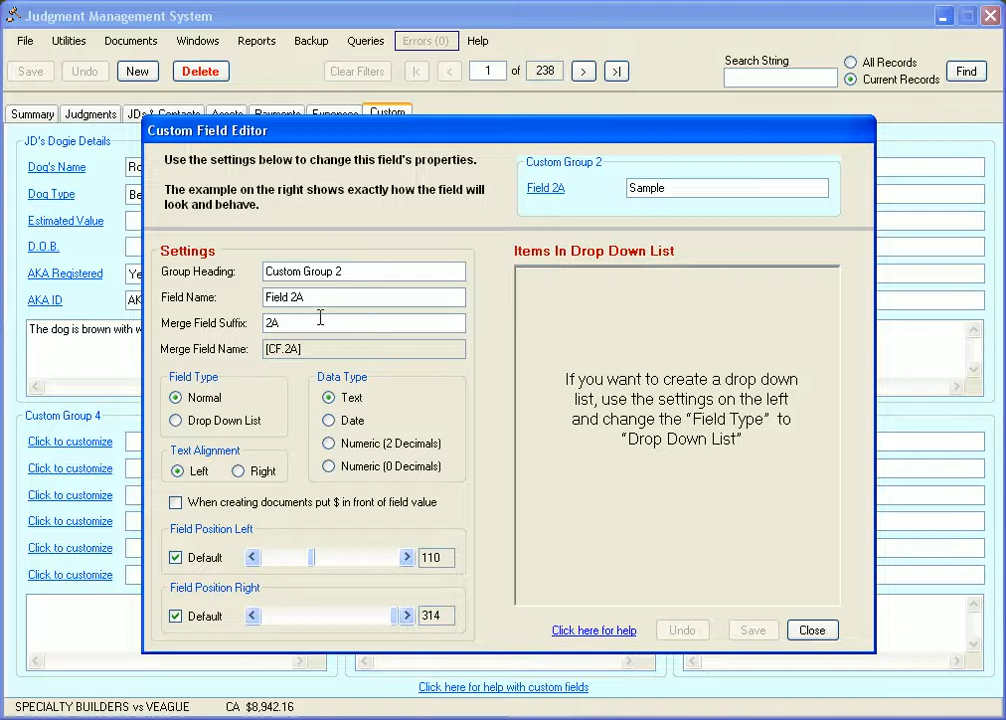 Judgment Management System
File Utilities Documents Windows Reports Backup Queries Errors (0) Help
Save Undo New Delete Clear Filters |< < 1 of 238 > >| Search String All Records Current Records Find
Summary Judgments JDs & Contacts Assets Payments Expenses Custom
JD's Dogie Details
Dog's Name
Dog Type Be
Estimated Value
D.O.B.
AKA Registered Ye
AKA ID AK
The dog is brown with w
Custom Group 4
Click to customize
Click to customize
Click to customize
Click to customize
Click to customize
Click to customize
Custom Field Editor
Use the settings below to change this field's properties.
The example on the right shows exactly how the field will
look and behave.
Custom Group 2
Field 2A Sample
Settings
Group Heading: Custom Group 2
Field Name: Field 2A
Merge Field Suffix: 2A
Merge Field Name: [CF.2A]
Field Type
Normal
Drop Down List
Data Type
Text
Date
Numeric (2 Decimals)
Numeric (0 Decimals)
Text Alignment
Left Right
When creating documents put $ in front of field value
Field Position Left
Default < > 110
Field Position Right
Default < > 314
Items In Drop Down List
If you want to create a drop down
list, use the settings on the left
and change the “Field Type” to
“Drop Down List”
Click here for help Undo Save Close
Click here for help with custom fields
SPECIALTY BUILDERS vs VEAGUE CA $8,942.16